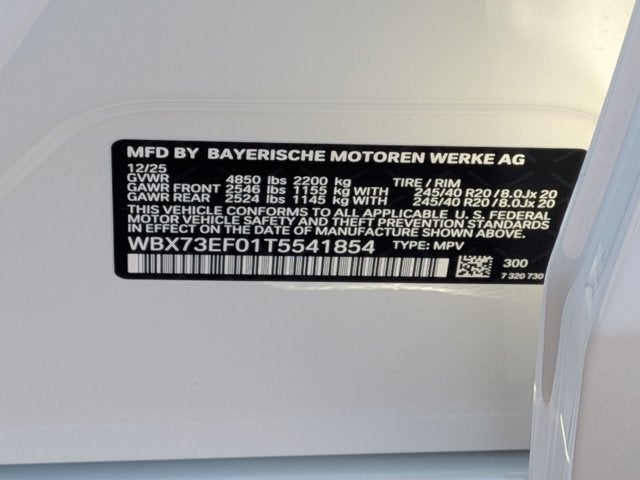 MFD BY BAYERISCHE MOTOREN WERKE AG
12/25
GVWR 4850 lbs 2200 kg TIRE / RIM
GAWR FRONT 2546 lbs 1155 kg WITH 245/40 R20 / 8.0Jx 20
GAWR REAR 2524 lbs 1145 kg WITH 245/40 R20 / 8.0Jx 20
THIS VEHICLE CONFORMS TO ALL APPLICABLE U. S. FEDERAL
MOTOR VEHICLE SAFETY AND THEFT PREVENTION STANDARDS
IN EFFECT ON THE DATE OF MANUFACTURE SHOWN ABOVE.
WBX73EF01T5541854 TYPE: MPV
300
7 320 730